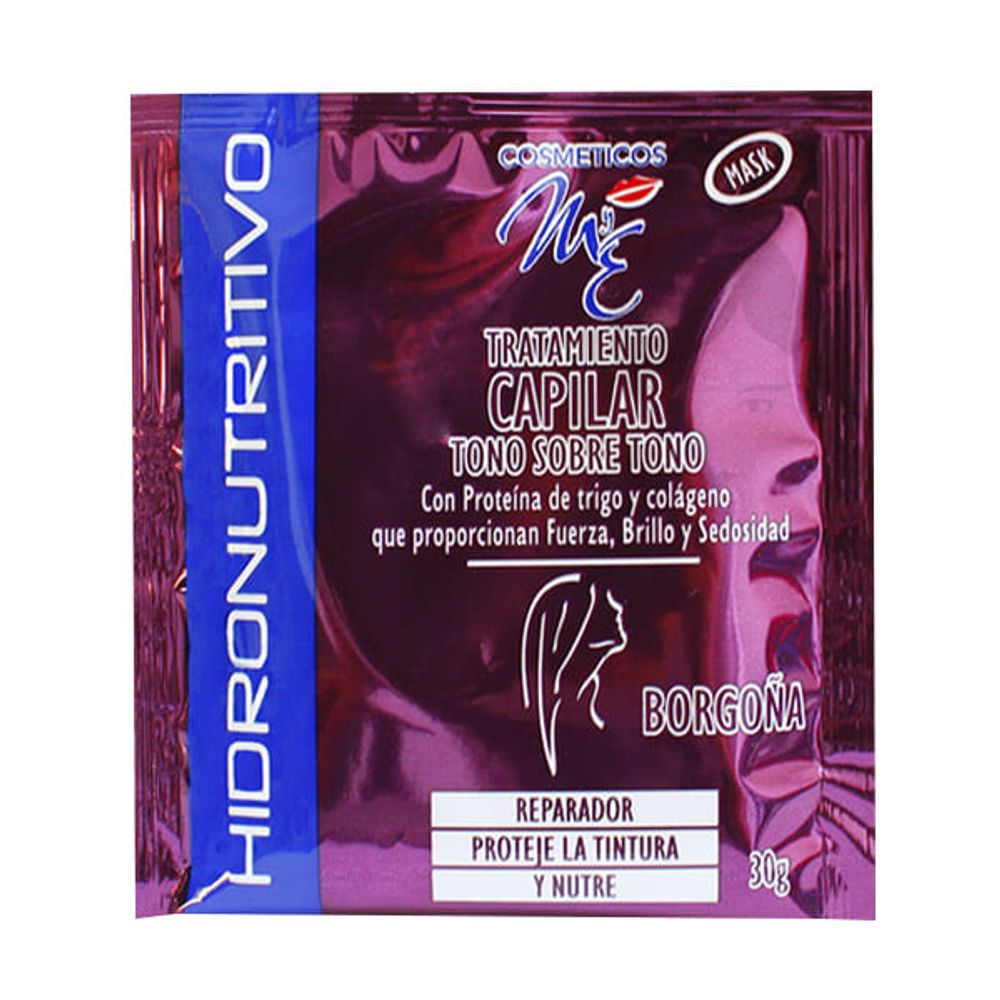 HIDRONUTRITIVO
COSMETICOS
MyE
MASK
TRATAMIENTO
CAPILAR
TONO SOBRE TONO
Con Proteína de trigo y colágeno
que proporcionan Fuerza, Brillo y Sedosidad
BORGOÑA
REPARADOR
PROTEJE LA TINTURA
Y NUTRE
30g